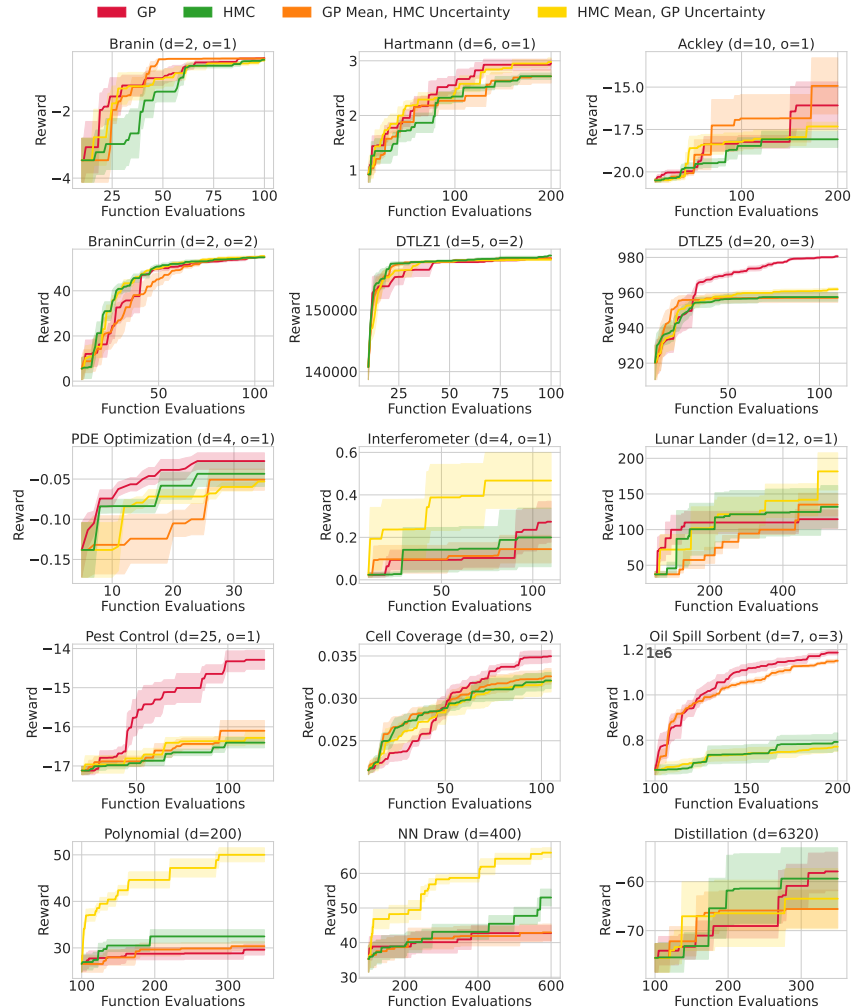 GP HMC GP Mean, HMC Uncertainty HMC Mean, GP Uncertainty
Branin (d=2, o=1) Hartmann (d=6, o=1) Ackley (d=10, o=1)
Reward
−2
−4
25 50 75 100
Function Evaluations
Reward
3
2
1
100 200
Function Evaluations
Reward
−15.0
−17.5
−20.0
100 200
Function Evaluations
BraninCurrin (d=2, o=2) DTLZ1 (d=5, o=2) DTLZ5 (d=20, o=3)
Reward
40
20
0
50 100
Function Evaluations
Reward
150000
140000
25 50 75 100
Function Evaluations
Reward
980
960
940
920
50 100
Function Evaluations
PDE Optimization (d=4, o=1) Interferometer (d=4, o=1) Lunar Lander (d=12, o=1)
Reward
−0.05
−0.10
−0.15
10 20 30
Function Evaluations
Reward
0.6
0.4
0.2
0.0
50 100
Function Evaluations
Reward
200
150
100
50
200 400
Function Evaluations
Pest Control (d=25, o=1) Cell Coverage (d=30, o=2) Oil Spill Sorbent (d=7, o=3)
Reward
−14
−15
−16
−17
50 100
Function Evaluations
Reward
0.035
0.030
0.025
50 100
Function Evaluations
1e6
Reward
1.2
1.0
0.8
100 150 200
Function Evaluations
Polynomial (d=200) NN Draw (d=400) Distillation (d=6320)
Reward
50
40
30
100 200 300
Function Evaluations
Reward
60
50
40
30
200 400 600
Function Evaluations
Reward
−60
−70
100 200 300
Function Evaluations